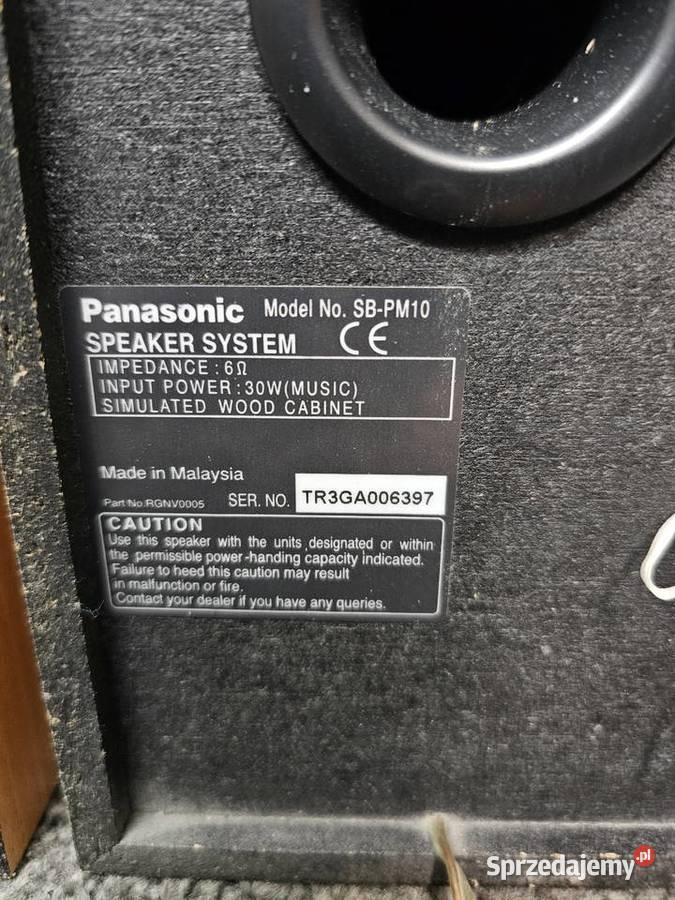 Panasonic Model No. SB-PM10
SPEAKER SYSTEM CE
IMPEDANCE : 6Ω
INPUT POWER : 30W(MUSIC)
SIMULATED WOOD CABINET
Made in Malaysia
Part No.RGNV0005 SER. NO. TR3GA006397
CAUTION
Use this speaker with the units designated or within
the permissible power-handing capacity indicated.
Failure to heed this caution may result
in malfunction or fire.
Contact your dealer if you have any queries.
Sprzedajemy.pl